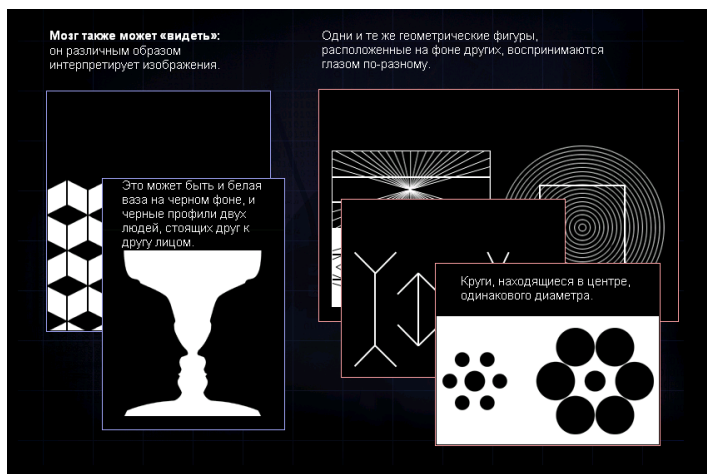 Мозг также может «видеть»:
он различным образом
интерпретирует изображения.
Одни и те же геометрические фигуры,
расположенные на фоне других, воспринимаются
глазом по-разному.
Это может быть и белая
ваза на черном фоне, и
черные профили двух
людей, стоящих друг к
другу лицом.
Круги, находящиеся в центре,
одинакового диаметра.